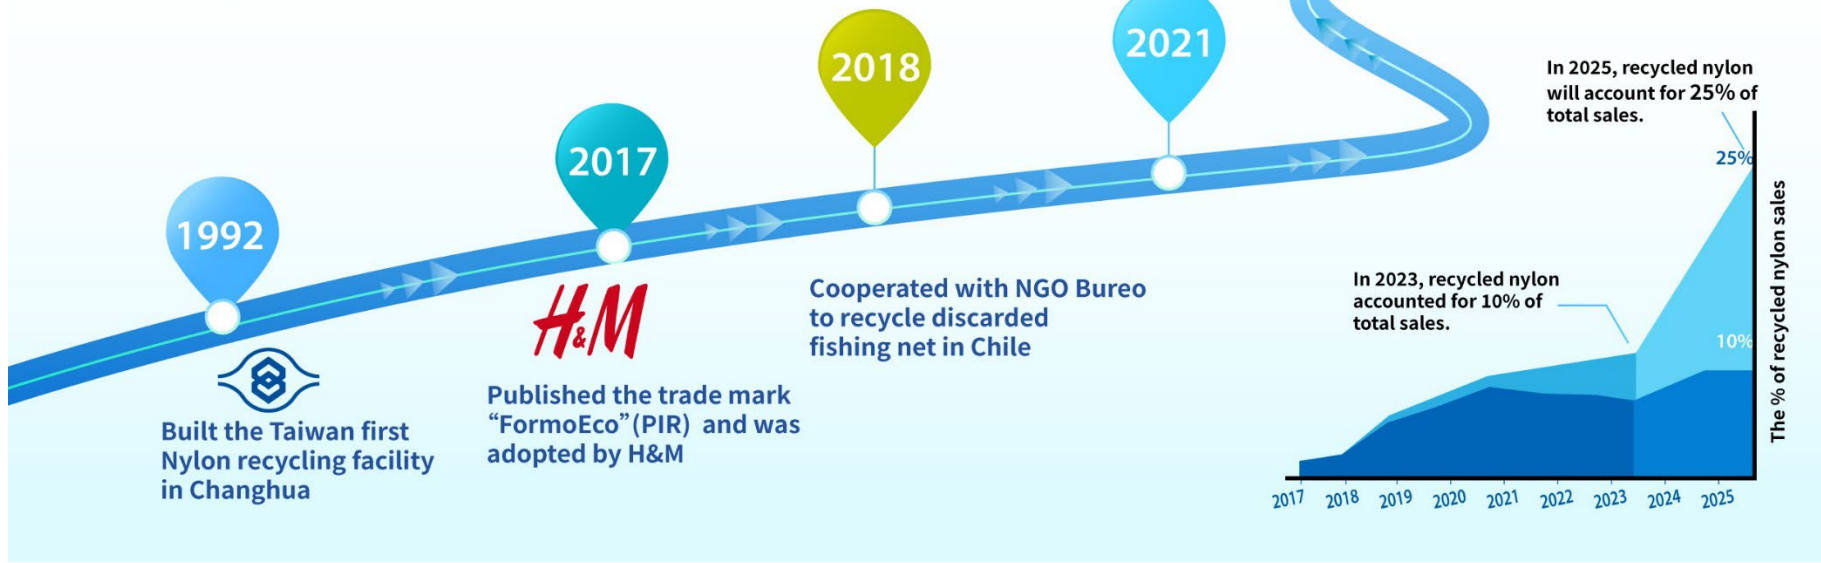 1992
Built the Taiwan first
Nylon recycling facility
in Changhua
2017
H&M
Published the trade mark
“FormoEco”(PIR) and was
adopted by H&M
2018
Cooperated with NGO Bureo
to recycle discarded
fishing net in Chile
2021
In 2023, recycled nylon
accounted for 10% of
total sales.
In 2025, recycled nylon
will account for 25% of
total sales.
25%
10%
The % of recycled nylon sales
2017 2018 2019 2020 2021 2022 2023 2024 2025